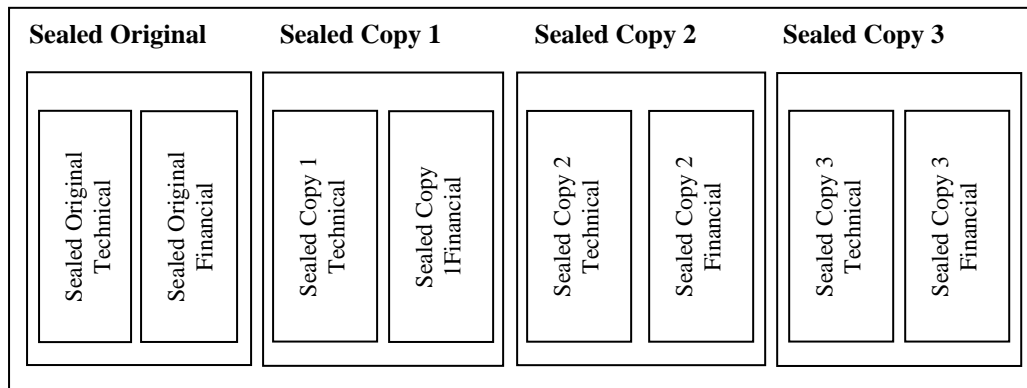 Sealed Original
Sealed Copy 1
Sealed Copy 2
Sealed Copy 3
Sealed Original
Technical
Sealed Original
Financial
Sealed Copy 1
Technical
Sealed Copy
1Financial
Sealed Copy 2
Technical
Sealed Copy 2
Financial
Sealed Copy 3
Technical
Sealed Copy 3
Financial